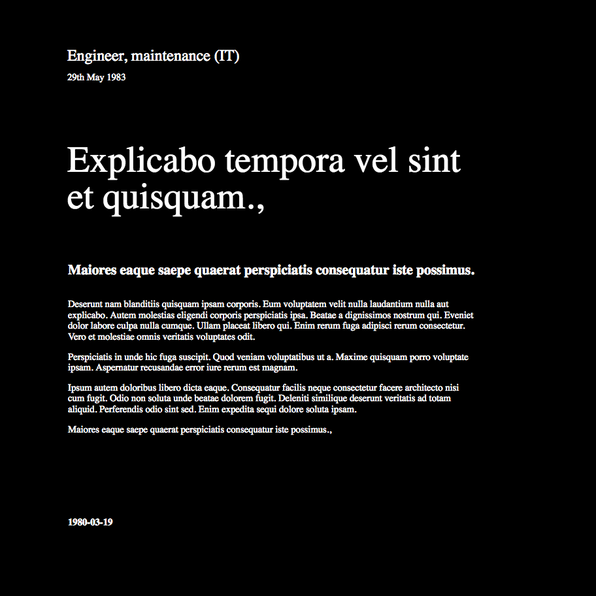 Engineer, maintenance (IT)
29th May 1983
Explicabo tempora vel sint
et quisquam.,
Maiores eaque saepe quaerat perspiciatis consequatur iste possimus.
Deserunt nam blanditiis quisquam ipsam corporis. Eum voluptatem velit nulla laudantium nulla aut
explicabo. Autem molestias eligendi corporis perspiciatis ipsa. Beatae a dignissimos nostrum qui. Eveniet
dolor labore culpa nulla cumque. Ullam placeat libero qui. Enim rerum fuga adipisci rerum consectetur.
Vero et molestiae omnis veritatis voluptates odit.
Perspiciatis in unde hic fuga suscipit. Quod veniam voluptatibus ut a. Maxime quisquam porro voluptate
ipsam. Aspernatur recusandae error iure rerum est magnam.
Ipsum autem doloribus libero dicta eaque. Consequatur facilis neque consectetur facere architecto nisi
cum fugit. Odio non soluta unde beatae dolorem fugit. Deleniti similique deserunt veritatis ad totam
aliquid. Perferendis odio sint sed. Enim expedita sequi dolore soluta ipsam.
Maiores eaque saepe quaerat perspiciatis consequatur iste possimus.,
1980-03-19